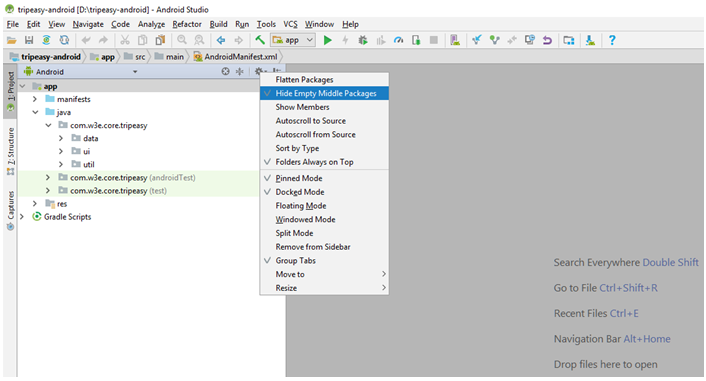 tripeasy-android [D:\tripeasy-android] - Android Studio
File Edit View Navigate Code Analyze Refactor Build Run Tools VCS Window Help
app
tripeasy-android app src main AndroidManifest.xml
Android
1: Project
Z: Structure
Captures
app
manifests
java
com.w3e.core.tripeasy
data
ui
util
com.w3e.core.tripeasy (androidTest)
com.w3e.core.tripeasy (test)
res
Gradle Scripts
Flatten Packages
Hide Empty Middle Packages
Show Members
Autoscroll to Source
Autoscroll from Source
Sort by Type
Folders Always on Top
Pinned Mode
Docked Mode
Floating Mode
Windowed Mode
Split Mode
Remove from Sidebar
Group Tabs
Move to
Resize
Search Everywhere Double Shift
Go to File Ctrl+Shift+R
Recent Files Ctrl+E
Navigation Bar Alt+Home
Drop files here to open